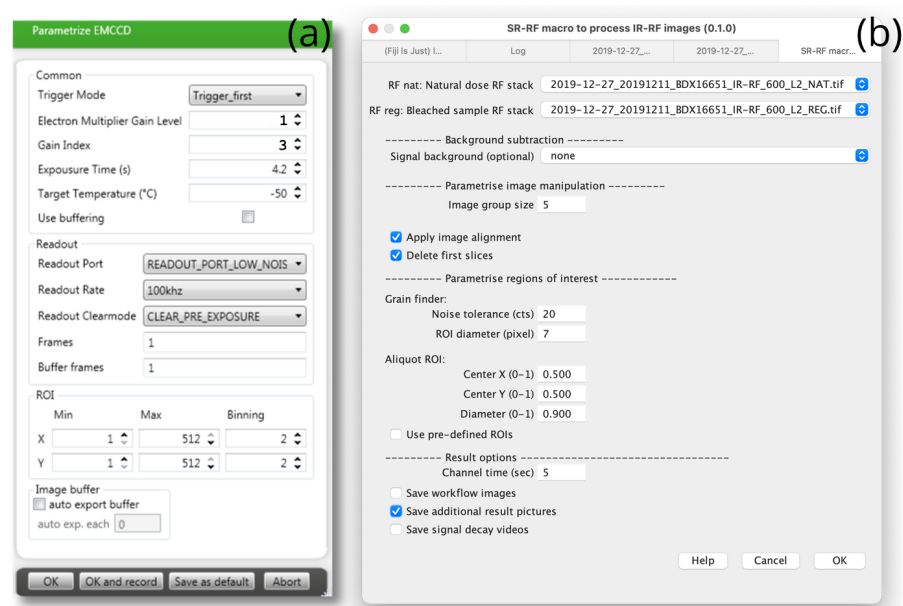 Parametrize EMCCD
(a)
Common
Trigger Mode Trigger_first
Electron Multiplier Gain Level 1
Gain Index 3
Expousure Time (s) 4.2
Target Temperature (°C) -50
Use buffering
Readout
Readout Port READOUT_PORT_LOW_NOIS
Readout Rate 100khz
Readout Clearmode CLEAR_PRE_EXPOSURE
Frames 1
Buffer frames 1
ROI
Min Max Binning
X 1 512 2
Y 1 512 2
Image buffer
auto export buffer
auto exp. each 0
OK OK and record Save as default Abort
SR-RF macro to process IR-RF images (0.1.0)
(b)
(Fiji Is Just) I... Log 2019-12-27_... 2019-12-27_... SR-RF macr...
RF nat: Natural dose RF stack 2019-12-27_20191211_BDX16651_IR-RF_600_L2_NAT.tif
RF reg: Bleached sample RF stack 2019-12-27_20191211_BDX16651_IR-RF_600_L2_REG.tif
--------- Background subtraction ---------
Signal background (optional) none
--------- Parametrise image manipulation ---------
Image group size 5
Apply image alignment
Delete first slices
--------- Parametrise regions of interest ------------
Grain finder:
Noise tolerance (cts) 20
ROI diameter (pixel) 7
Aliquot ROI:
Center X (0-1) 0.500
Center Y (0-1) 0.500
Diameter (0-1) 0.900
Use pre-defined ROIs
--------- Result options ---------------------------------
Channel time (sec) 5
Save workflow images
Save additional result pictures
Save signal decay videos
Help Cancel OK